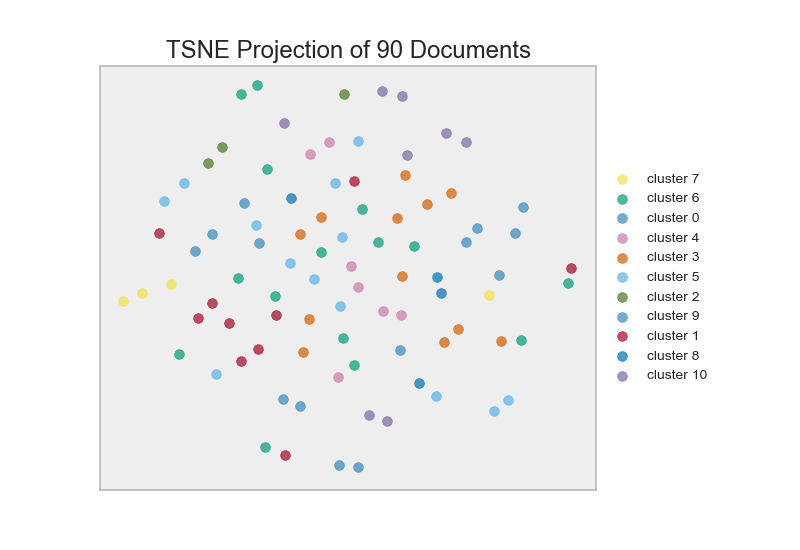 TSNE Projection of 90 Documents
cluster 7
cluster 6
cluster 0
cluster 4
cluster 3
cluster 5
cluster 2
cluster 9
cluster 1
cluster 8
cluster 10